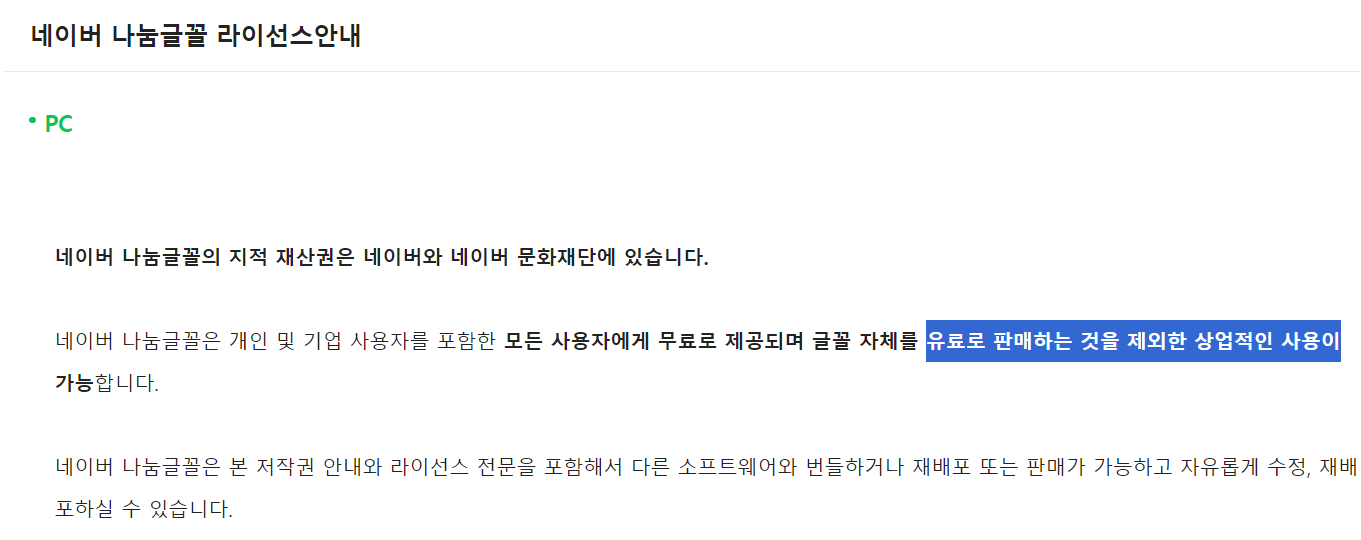 네이버 나눔글꼴 라이선스안내
• PC
네이버 나눔글꼴의 지적 재산권은 네이버와 네이버 문화재단에 있습니다.
네이버 나눔글꼴은 개인 및 기업 사용자를 포함한 모든 사용자에게 무료로 제공되며 글꼴 자체를 유료로 판매하는 것을 제외한 상업적인 사용이
가능합니다.
네이버 나눔글꼴은 본 저작권 안내와 라이선스 전문을 포함해서 다른 소프트웨어와 번들하거나 재배포 또는 판매가 가능하고 자유롭게 수정, 재배
포하실 수 있습니다.